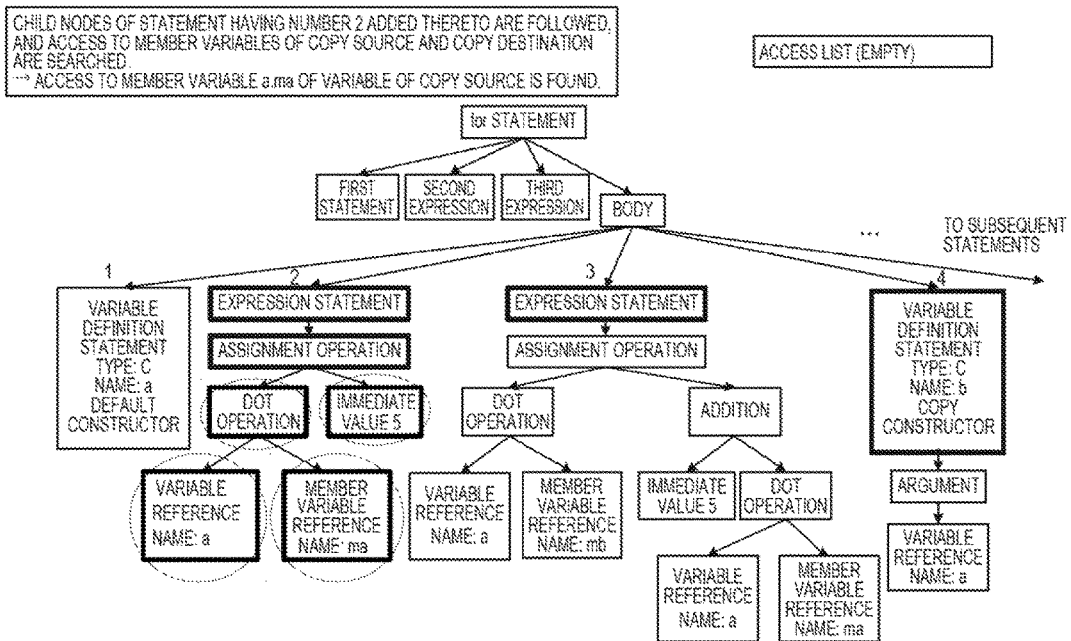 CHILD NODES OF STATEMENT HAVING NUMBER 2 ADDED THERETO ARE FOLLOWED,
AND ACCESS TO MEMBER VARIABLES OF COPY SOURCE AND COPY DESTINATION
ARE SEARCHED.
→ ACCESS TO MEMBER VARIABLE a.ma OF VARIABLE OF COPY SOURCE IS FOUND.
ACCESS LIST (EMPTY)
for STATEMENT
FIRST
STATEMENT
SECOND
EXPRESSION
THIRD
EXPRESSION
BODY
...
TO SUBSEQUENT
STATEMENTS
1
VARIABLE
DEFINITION
STATEMENT
TYPE: C
NAME: a
DEFAULT
CONSTRUCTOR
2
EXPRESSION STATEMENT
ASSIGNMENT OPERATION
DOT
OPERATION
IMMEDIATE
VALUE 5
VARIABLE
REFERENCE
NAME: a
MEMBER
VARIABLE
REFERENCE
NAME: ma
3
EXPRESSION STATEMENT
ASSIGNMENT OPERATION
DOT
OPERATION
ADDITION
VARIABLE
REFERENCE
NAME: a
MEMBER
VARIABLE
REFERENCE
NAME: mb
IMMEDIATE
VALUE 5
DOT
OPERATION
VARIABLE
REFERENCE
NAME: a
MEMBER
VARIABLE
REFERENCE
NAME: ma
4
VARIABLE
DEFINITION
STATEMENT
TYPE: C
NAME: b
COPY
CONSTRUCTOR
ARGUMENT
VARIABLE
REFERENCE
NAME: a